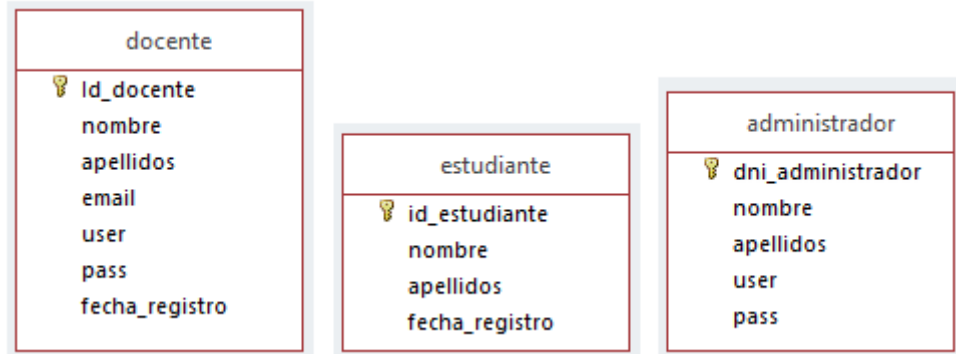 docente
Id_docente
nombre
apellidos
email
user
pass
fecha_registro
estudiante
id_estudiante
nombre
apellidos
fecha_registro
administrador
dni_administrador
nombre
apellidos
user
pass